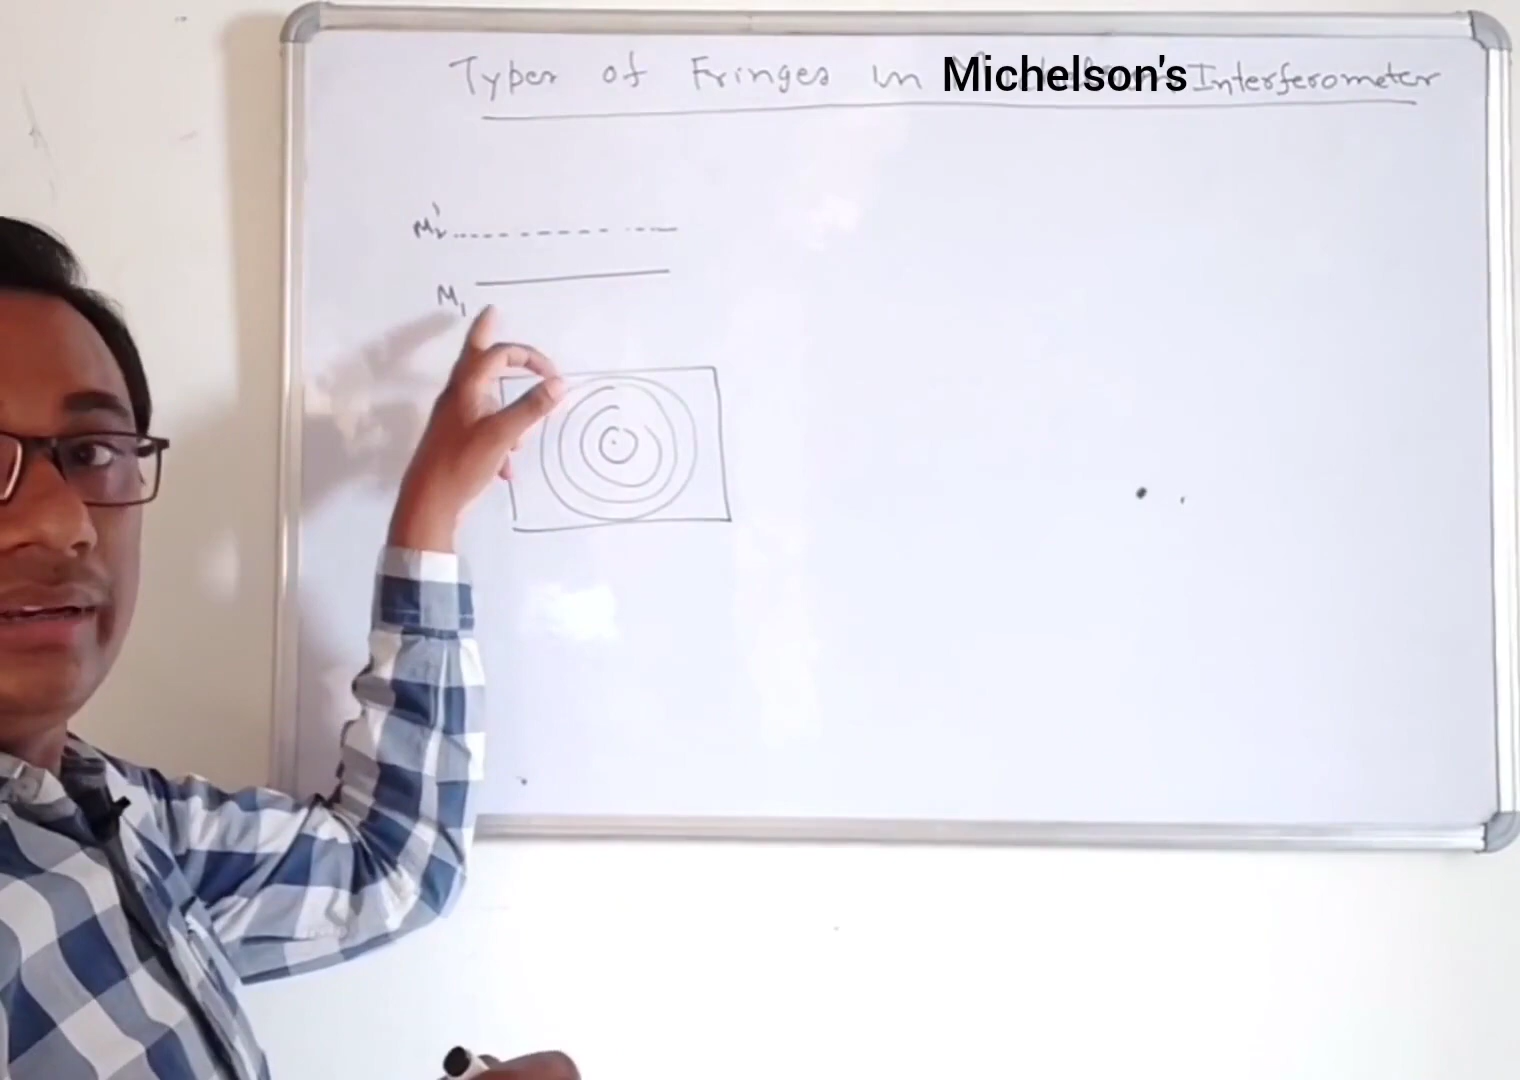 Types of Fringes in Michelson's Interferometer
M₂'
M₁